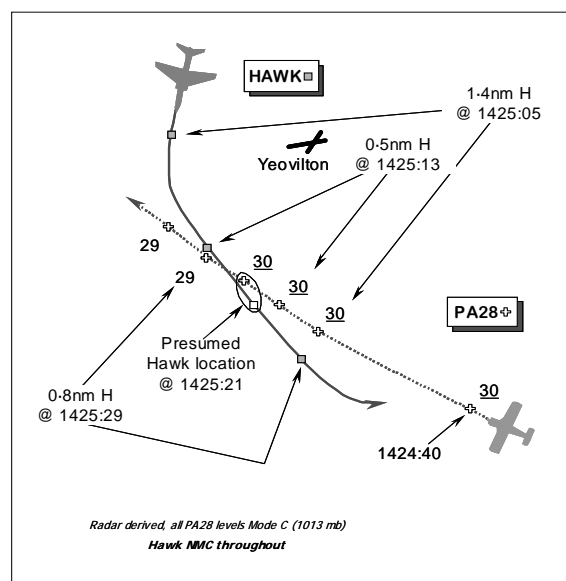 HAWK
1·4nm H
@ 1425:05
0·5nm H
@ 1425:13
Yeovilton
29
29
30
30
30
PA28
Presumed
Hawk location
@ 1425:21
30
0·8nm H
@ 1425:29
1424:40
Radar derived, all PA28 levels Mode C (1013 mb)
Hawk NMC throughout